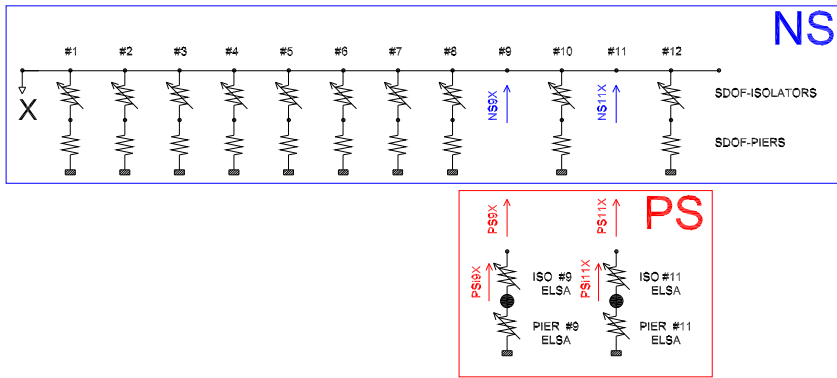 NS
#1 #2 #3 #4 #5 #6 #7 #8 #9 #10 #11 #12
X
NS9X
NS11X
SDOF-ISOLATORS
SDOF-PIERS
PS
PS9X
PS11X
PSi9X
ISO #9
ELSA
PSi11X
ISO #11
ELSA
PIER #9
ELSA
PIER #11
ELSA